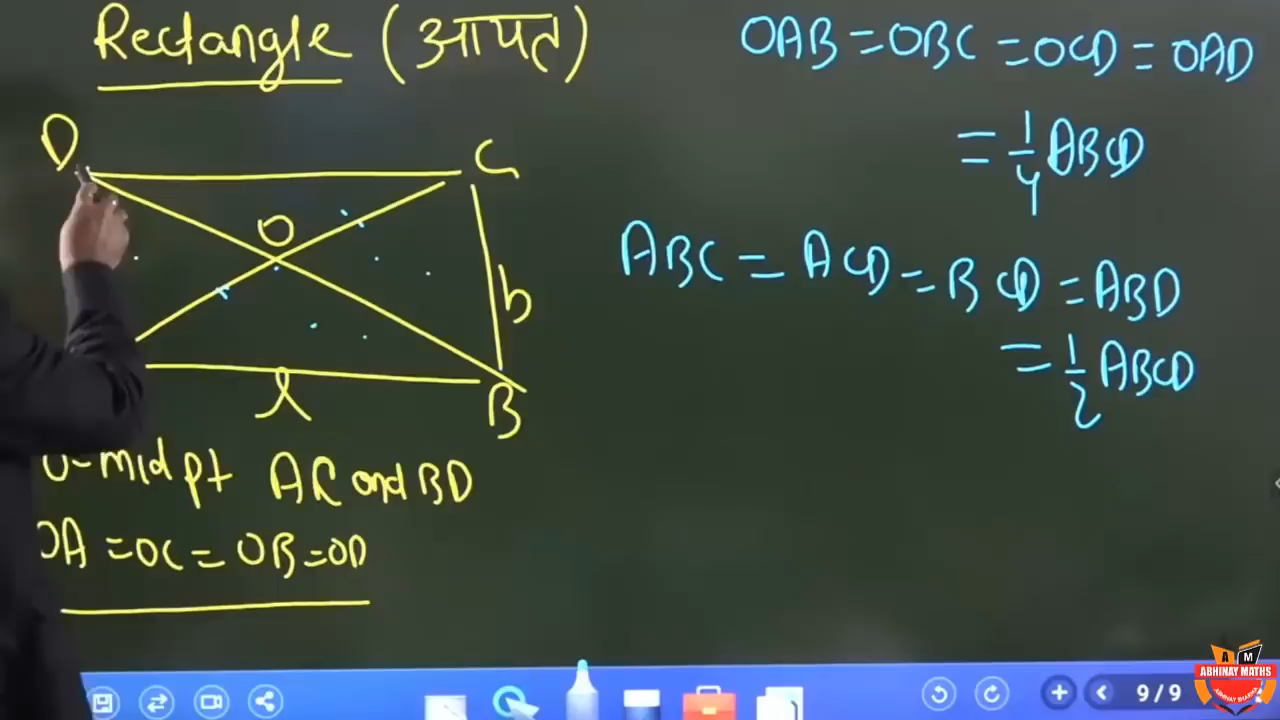 Rectangle (आयत)
D
C
O
b
l
B
O-mid pt AC and BD
OA = OC = OB = OD
OAB = OBC = OCD = OAD
= 1/4 ABCD
ABC = ACD = BCD = ABD
= 1/2 ABCD
9/9
A M
ABHINAY MATHS